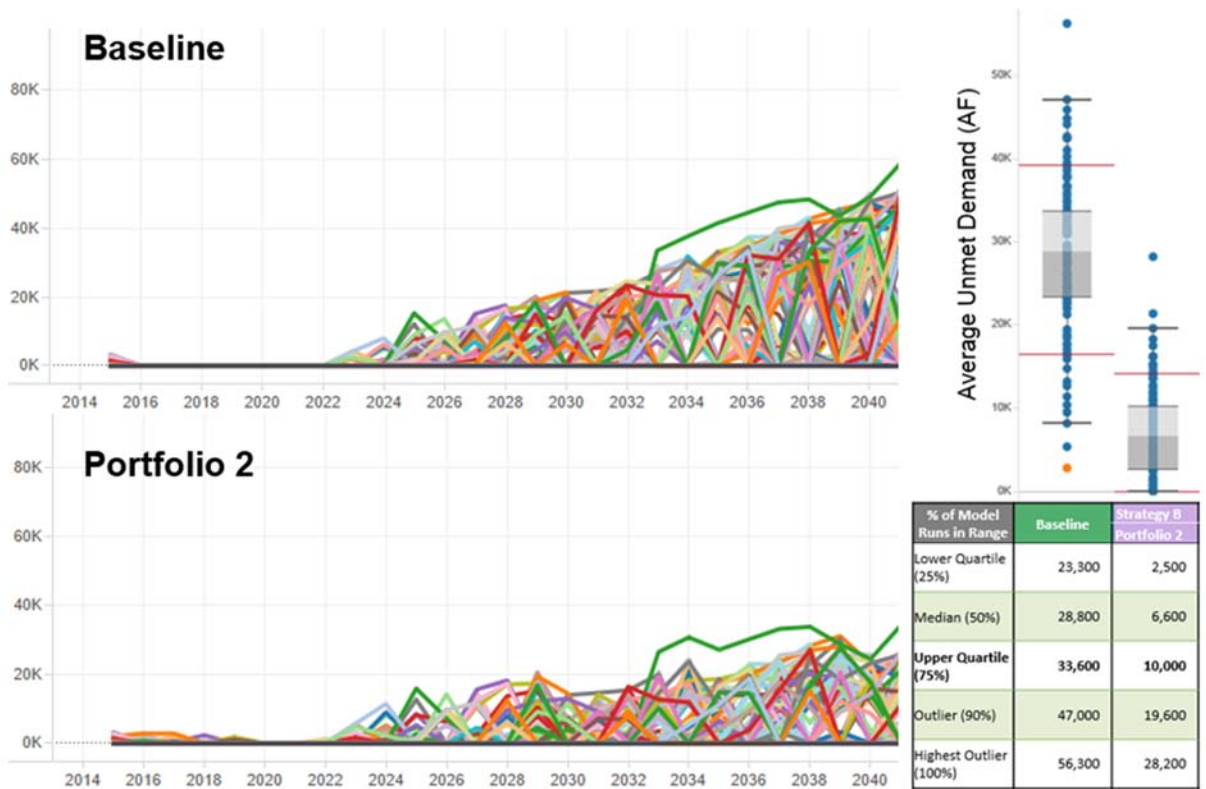 Baseline
80K
60K
40K
20K
0K
2014 2016 2018 2020 2022 2024 2026 2028 2030 2032 2034 2036 2038 2040
Portfolio 2
80K
60K
40K
20K
0K
2014 2016 2018 2020 2022 2024 2026 2028 2030 2032 2034 2036 2038 2040
Average Unmet Demand (AF)
50K
40K
30K
20K
10K
0K
% of Model
Runs in Range
Baseline
Strategy B
Portfolio 2
Lower Quartile
(25%)
23,300
2,500
Median (50%)
28,800
6,600
Upper Quartile
(75%)
33,600
10,000
Outlier (90%)
47,000
19,600
Highest Outlier
(100%)
56,300
28,200